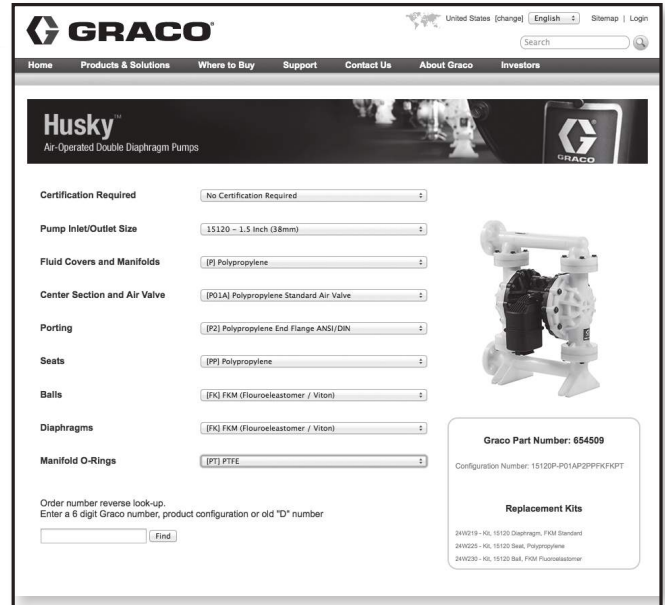 United States [change] English Sitemap | Login
GRACO
Search
Home Products & Solutions Where to Buy Support Contact Us About Graco Investors
Husky™
Air-Operated Double Diaphragm Pumps
GRACO
Certification Required No Certification Required
Pump Inlet/Outlet Size 15120 – 1.5 Inch (38mm)
Fluid Covers and Manifolds [P] Polypropylene
Center Section and Air Valve [P01A] Polypropylene Standard Air Valve
Porting [P2] Polypropylene End Flange ANSI/DIN
Seats [PP] Polypropylene
Balls [FK] FKM (Flouroeleastomer / Viton)
Diaphragms [FK] FKM (Flouroeleastomer / Viton)
Manifold O-Rings [PT] PTFE
Order number reverse look-up.
Enter a 6 digit Graco number, product configuration or old "D" number
Find
Graco Part Number: 654509
Configuration Number: 15120P-P01AP2PPFKFKPT
Replacement Kits
24W219 - Kit, 15120 Diaphragm, FKM Standard
24W225 - Kit, 15120 Seat, Polypropylene
24W230 - Kit, 15120 Ball, FKM Fluoroelastomer